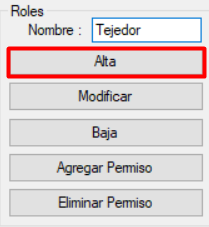 Roles
Nombre : Tejedor
Alta
Modificar
Baja
Agregar Permiso
Eliminar Permiso